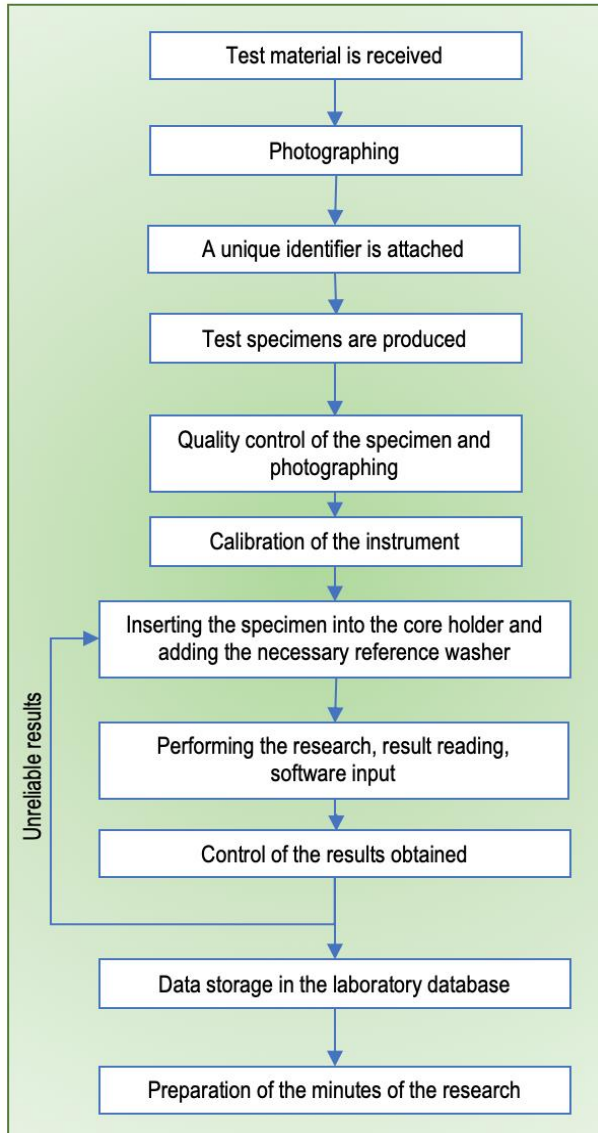 Test material is received
Photographing
A unique identifier is attached
Test specimens are produced
Quality control of the specimen and
photographing
Calibration of the instrument
Inserting the specimen into the core holder and
adding the necessary reference washer
Unreliable results
Performing the research, result reading,
software input
Control of the results obtained
Data storage in the laboratory database
Preparation of the minutes of the research